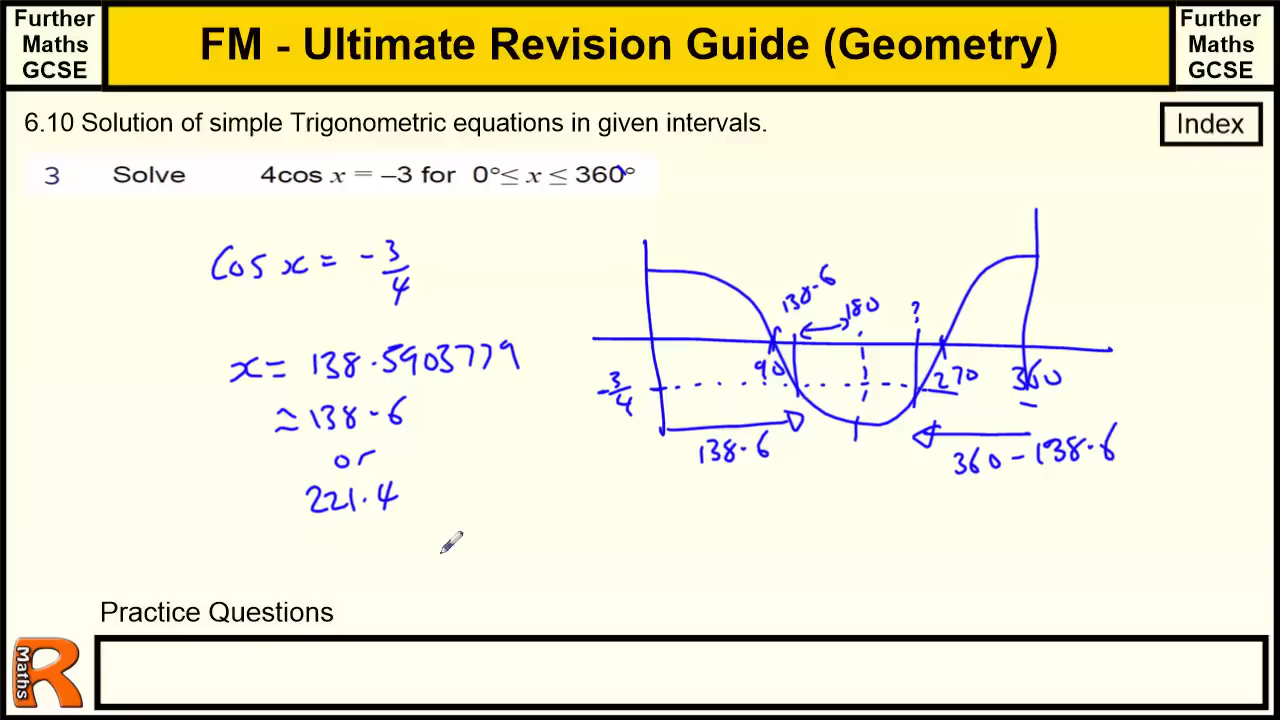 Further
Maths
GCSE
FM - Ultimate Revision Guide (Geometry)
Further
Maths
GCSE
6.10 Solution of simple Trigonometric equations in given intervals.
Index
3 Solve 4cos x = –3 for 0°≤ x ≤ 360°
Cos x = -3/4
x = 138.5903779
≈ 138.6
or
221.4
138.6
180
?
90
270
360
-3/4
138.6
360 - 138.6
Practice Questions
R
Maths